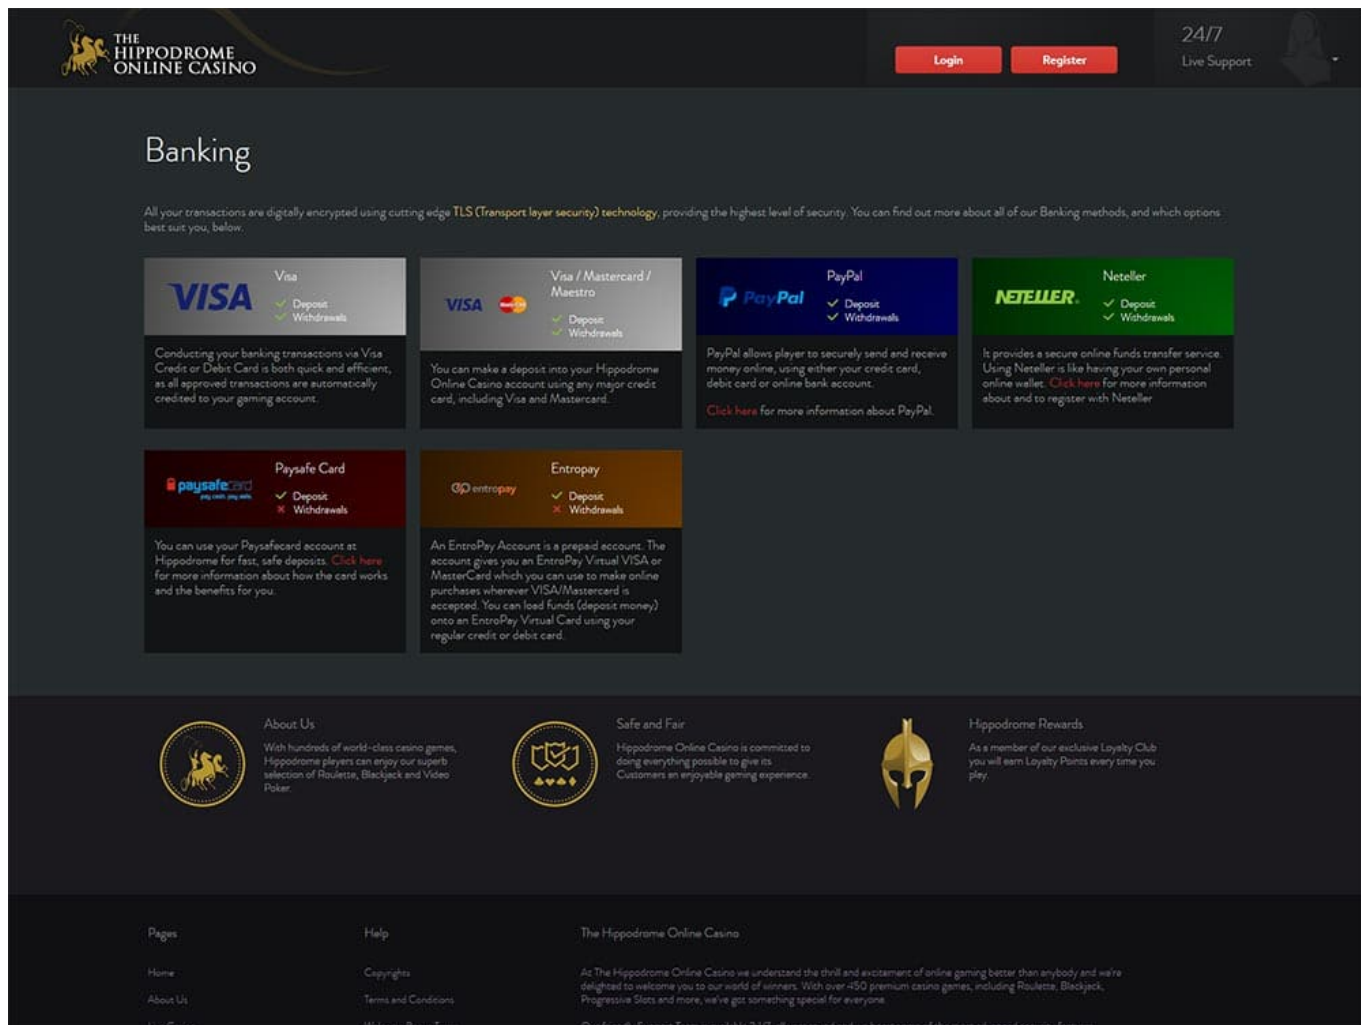 THE
HIPPODROME
ONLINE CASINO
Login
Register
24/7
Live Support
Banking
All your transactions are digitally encrypted using cutting edge TLS (Transport layer security) technology, providing the highest level of security. You can find out more about all of our Banking methods, and which options
best suit you, below.
VISA
Visa
Deposit
Withdrawals
Conducting your banking transactions via Visa
Credit or Debit Card is both quick and efficient,
as all approved transactions are automatically
credited to your gaming account.
VISA MasterCard
Visa / Mastercard /
Maestro
Deposit
Withdrawals
You can make a deposit into your Hippodrome
Online Casino account using any major credit
card, including Visa and Mastercard.
PayPal
PayPal
Deposit
Withdrawals
PayPal allows player to securely send and receive
money online, using either your credit card,
debit card or online bank account.
Click here for more information about PayPal.
NETELLER.
Neteller
Deposit
Withdrawals
It provides a secure online funds transfer service.
Using Neteller is like having your own personal
online wallet. Click here for more information
about and to register with Neteller
paysafecard
pay cash. pay safe.
Paysafe Card
Deposit
Withdrawals
You can use your Paysafecard account at
Hippodrome for fast, safe deposits. Click here
for more information about how the card works
and the benefits for you.
entropay
Entropay
Deposit
Withdrawals
An EntroPay Account is a prepaid account. The
account gives you an EntroPay Virtual VISA or
MasterCard which you can use to make online
purchases wherever VISA/Mastercard is
accepted. You can load funds (deposit money)
onto an EntroPay Virtual Card using your
regular credit or debit card.
About Us
With hundreds of world-class casino games,
Hippodrome players can enjoy our superb
selection of Roulette, Blackjack and Video
Poker.
Safe and Fair
Hippodrome Online Casino is committed to
doing everything possible to give its
Customers an enjoyable gaming experience.
Hippodrome Rewards
As a member of our exclusive Loyalty Club
you will earn Loyalty Points every time you
play.
Pages
Home
About Us
Help
Copyrights
Terms and Conditions
The Hippodrome Online Casino
At The Hippodrome Online Casino we understand the thrill and excitement of online gaming better than anybody and we're
delighted to welcome you to our world of winners. With over 450 premium casino games, including Roulette, Blackjack,
Progressive Slots and more, we've got something special for everyone.